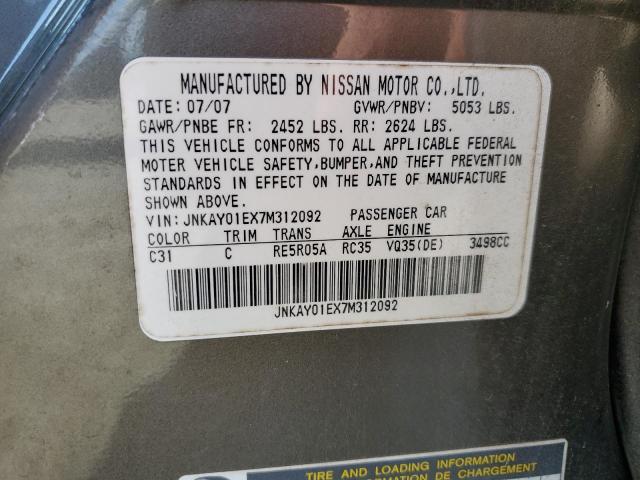 MANUFACTURED BY NISSAN MOTOR CO.,LTD.
DATE: 07/07 GVWR/PNBV: 5053 LBS.
GAWR/PNBE FR: 2452 LBS. RR: 2624 LBS.
THIS VEHICLE CONFORMS TO ALL APPLICABLE FEDERAL
MOTER VEHICLE SAFETY,BUMPER,AND THEFT PREVENTION
STANDARDS IN EFFECT ON THE DATE OF MANUFACTURE
SHOWN ABOVE.
VIN: JNKAY01EX7M312092 PASSENGER CAR
COLOR TRIM TRANS AXLE ENGINE
C31 C RE5R05A RC35 VQ35(DE) 3498CC
JNKAY01EX7M312092
TIRE AND LOADING INFORMATION
DE CHARGEMENT